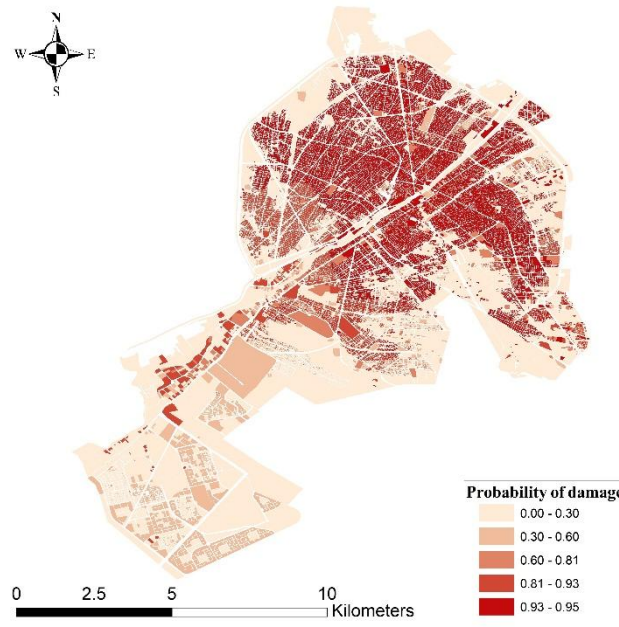 N
W E
S
Probability of damage
0.00 - 0.30
0.30 - 0.60
0.60 - 0.81
0.81 - 0.93
0.93 - 0.95
0 2.5 5 10
Kilometers